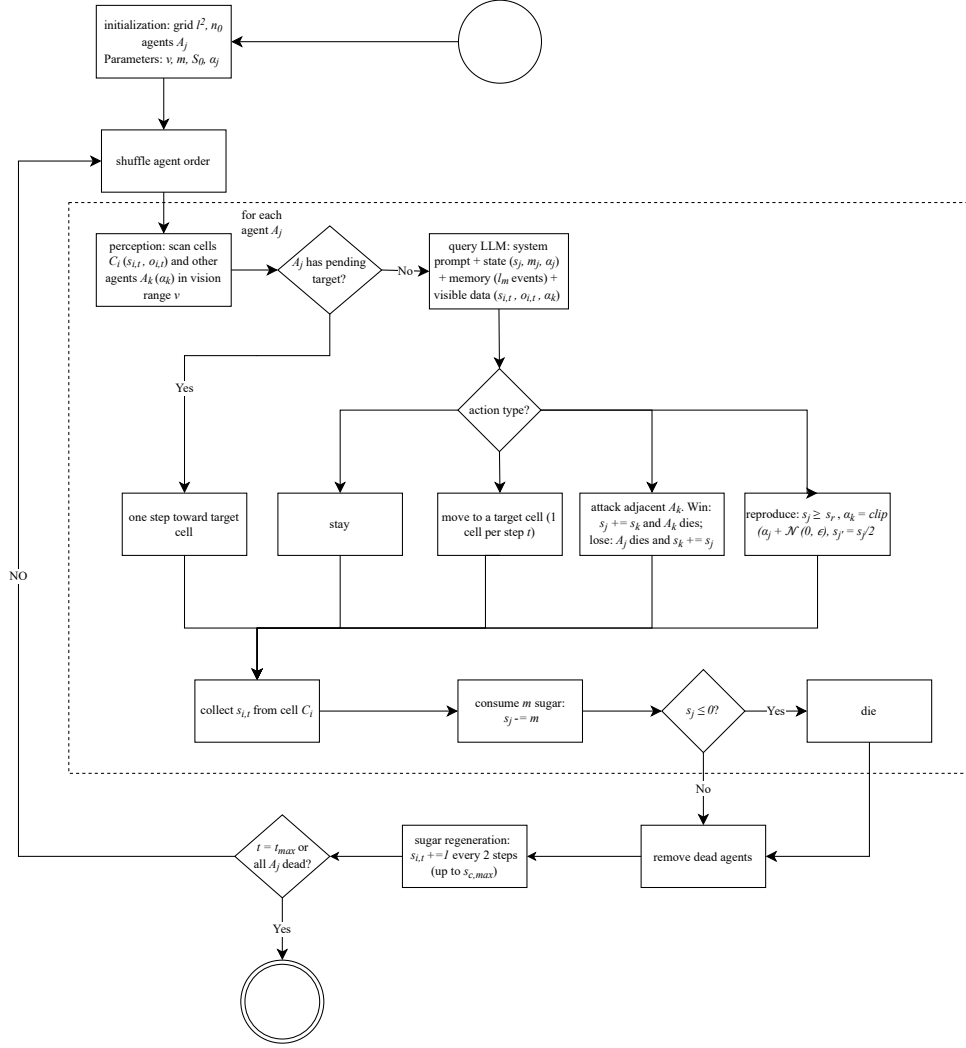 initialization: grid l², n₀
agents Aⱼ
Parameters: v, m, S₀, αⱼ
shuffle agent order
for each
agent Aⱼ
perception: scan cells
Cᵢ (sᵢ,ₜ , oᵢ,ₜ) and other
agents Aₖ (αₖ) in vision
range v
Aⱼ has pending
target?
No
query LLM: system
prompt + state (sⱼ, mⱼ, αⱼ)
+ memory (lₘ events) +
visible data (sᵢ,ₜ , oᵢ,ₜ , αₖ)
Yes
action type?
one step toward target
cell
stay
move to a target cell (1
cell per step t)
attack adjacent Aₖ. Win:
sⱼ += sₖ and Aₖ dies;
lose: Aⱼ dies and sₖ += sⱼ
reproduce: sⱼ ≥ sᵣ , αₖ = clip
(αⱼ + 𝒩 (0, ϵ), sⱼ' = sⱼ/2
NO
collect sᵢ,ₜ from cell Cᵢ
consume m sugar:
sⱼ -= m
sⱼ ≤ 0?
Yes
die
No
t = tₘₐₓ or
all Aⱼ dead?
sugar regeneration:
sᵢ,ₜ +=1 every 2 steps
(up to s_c,max)
remove dead agents
Yes